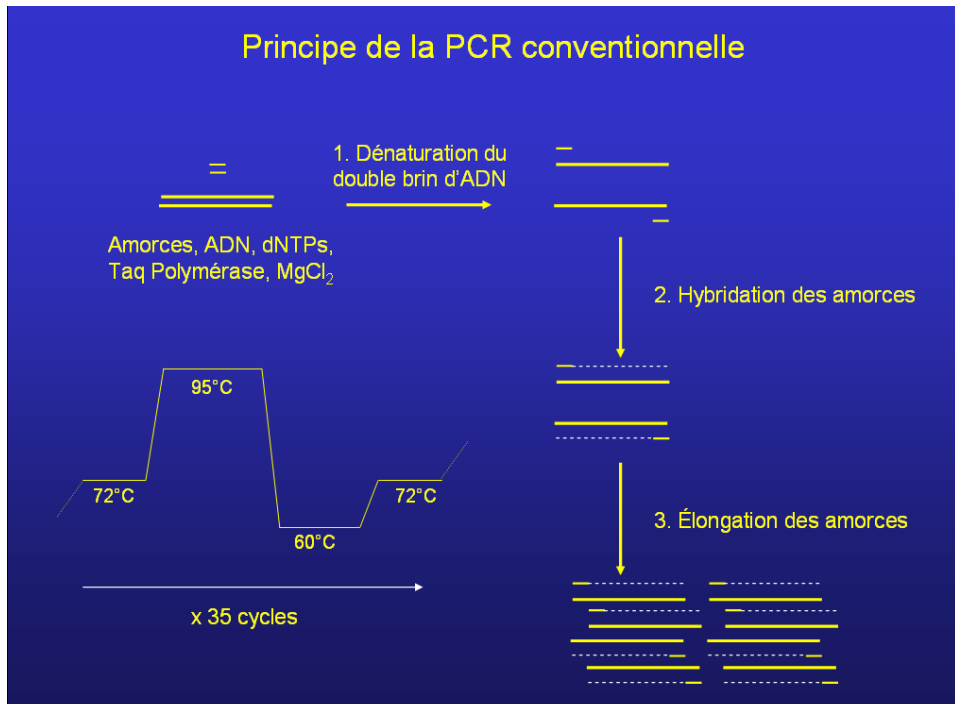 Principe de la PCR conventionnelle
1. Dénaturation du
double brin d'ADN
Amorces, ADN, dNTPs,
Taq Polymérase, MgCl₂
2. Hybridation des amorces
95°C
72°C
72°C
60°C
3. Élongation des amorces
x 35 cycles